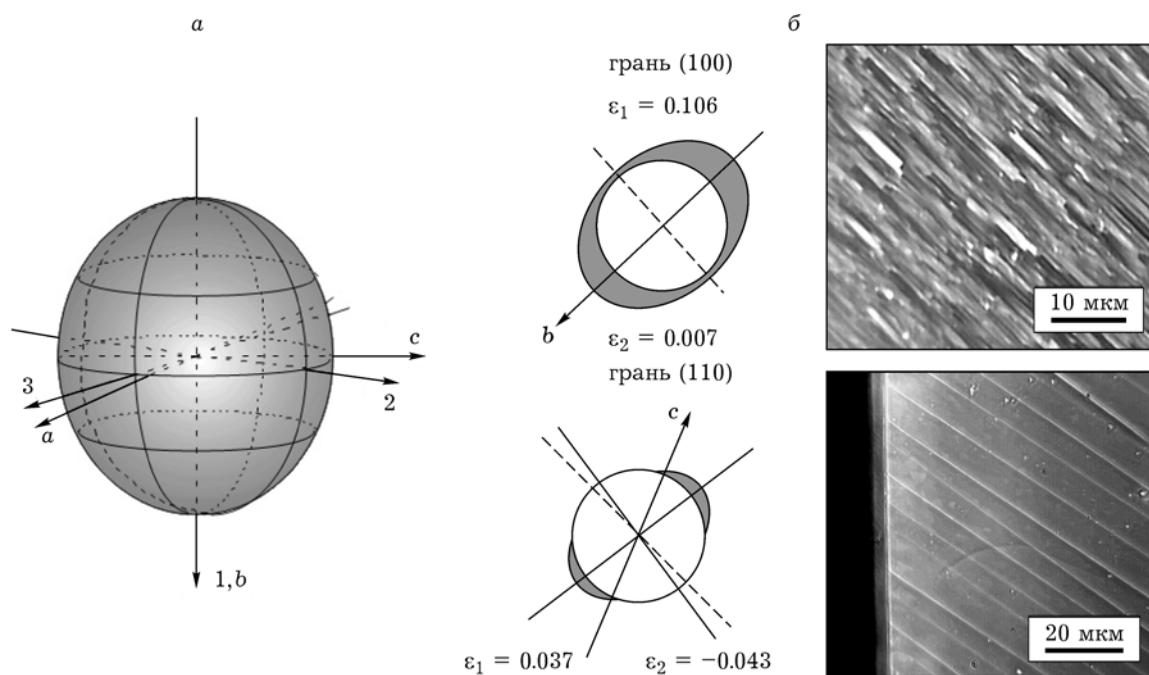 а
б
грань (100)
ε₁ = 0.106
b
ε₂ = 0.007
грань (110)
c
ε₁ = 0.037
ε₂ = −0.043
c
3
a
2
1, b
10 мкм
20 мкм